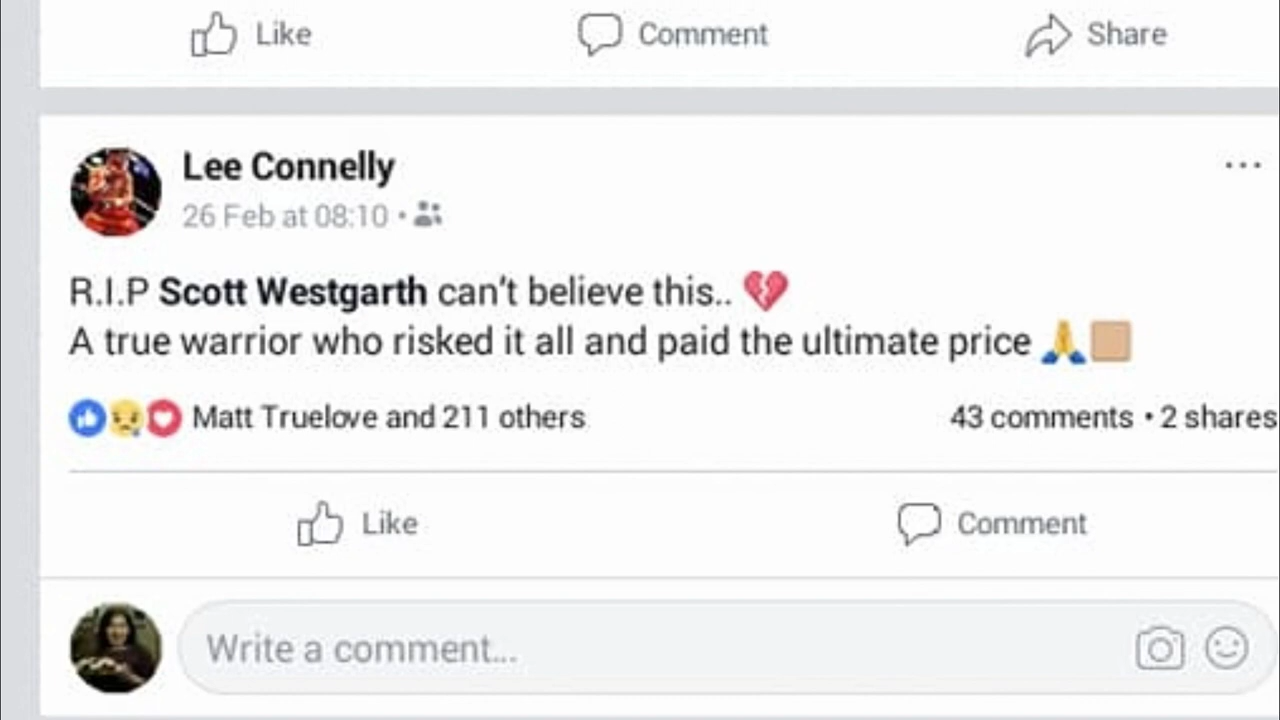 Like Comment Share
Lee Connelly
26 Feb at 08:10 •
R.I.P Scott Westgarth can't believe this.. 💔
A true warrior who risked it all and paid the ultimate price 🙏🏼
Matt Truelove and 211 others 43 comments • 2 shares
Like Comment
Write a comment...